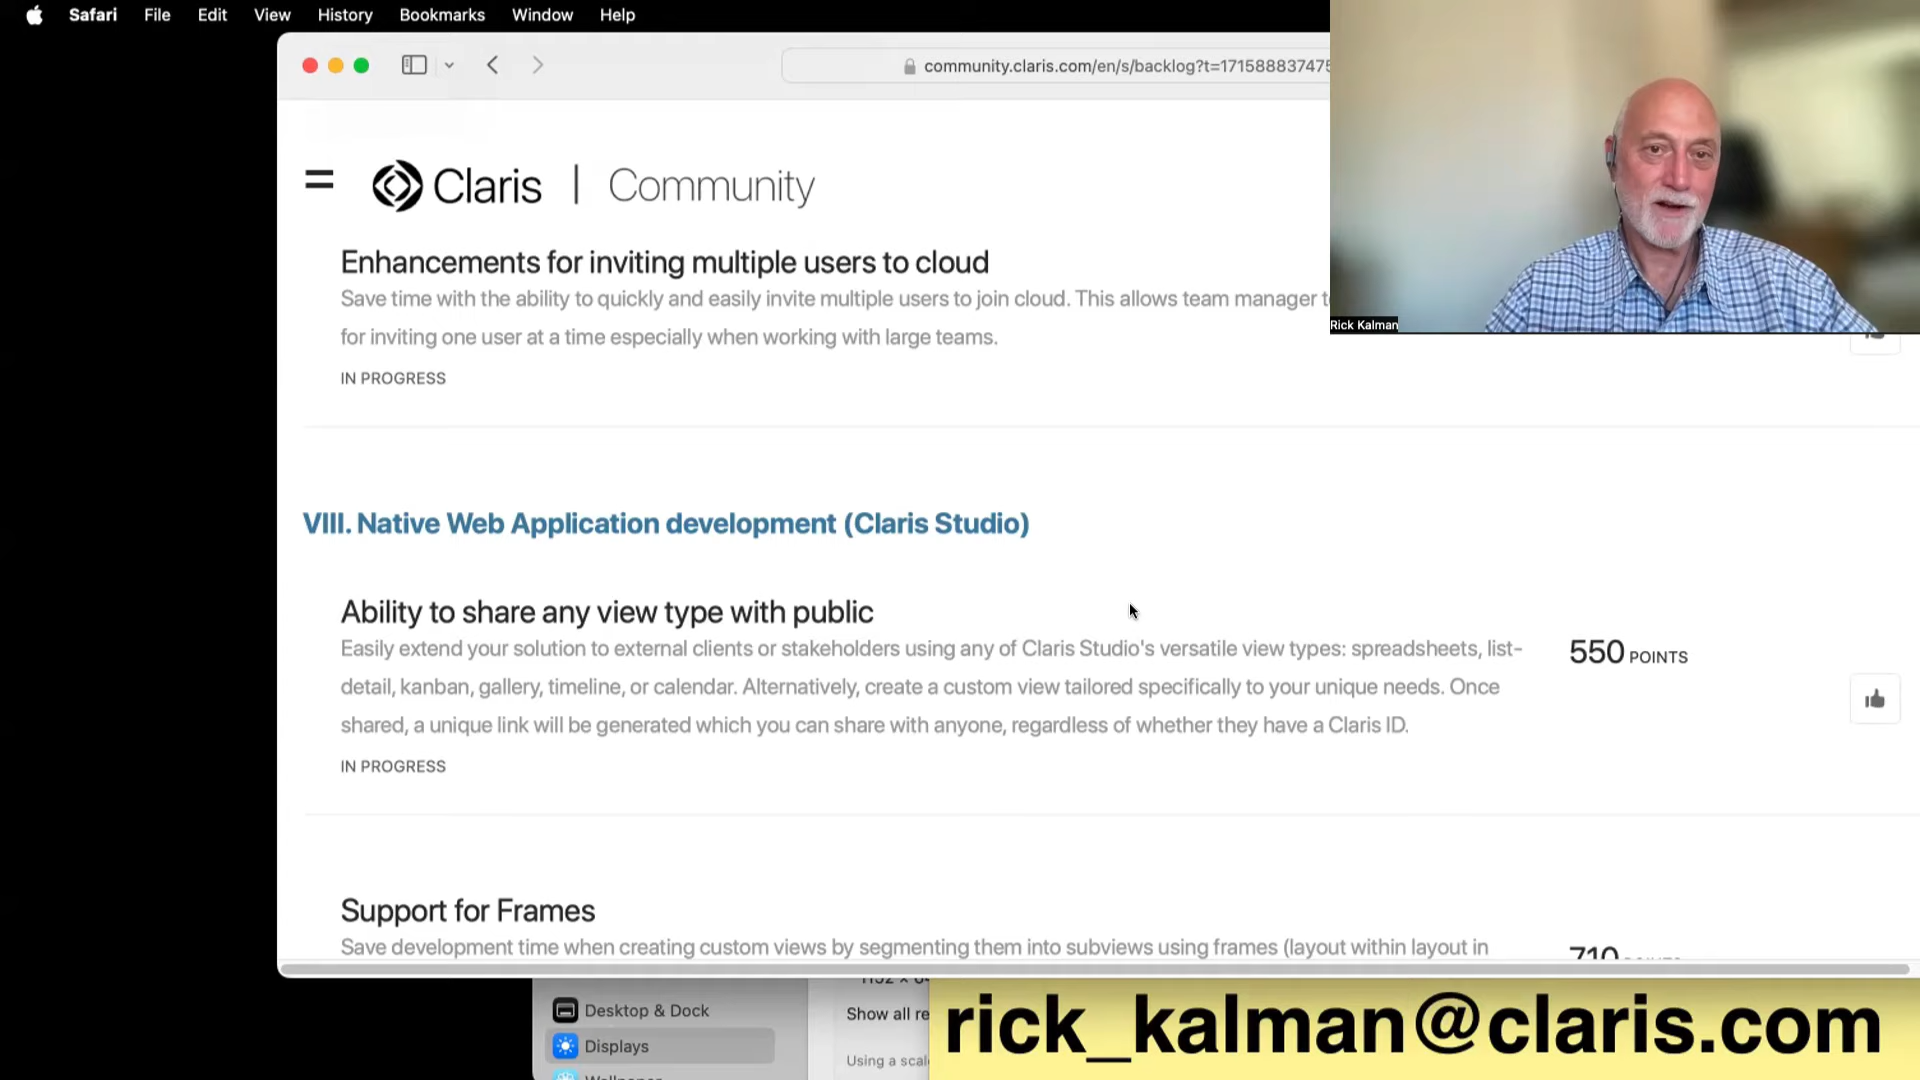 Safari File Edit View History Bookmarks Window Help
community.claris.com/en/s/backlog?t=171588837475
Claris | Community
Enhancements for inviting multiple users to cloud
Save time with the ability to quickly and easily invite multiple users to join cloud. This allows team manager
for inviting one user at a time especially when working with large teams.
IN PROGRESS
Rick Kalman
VIII. Native Web Application development (Claris Studio)
Ability to share any view type with public
Easily extend your solution to external clients or stakeholders using any of Claris Studio's versatile view types: spreadsheets, list-
detail, kanban, gallery, timeline, or calendar. Alternatively, create a custom view tailored specifically to your unique needs. Once
shared, a unique link will be generated which you can share with anyone, regardless of whether they have a Claris ID.
550 POINTS
IN PROGRESS
Support for Frames
Save development time when creating custom views by segmenting them into subviews using frames (layout within layout in
710
Desktop & Dock
Displays
Show all re
Using a scal
rick_kalman@claris.com